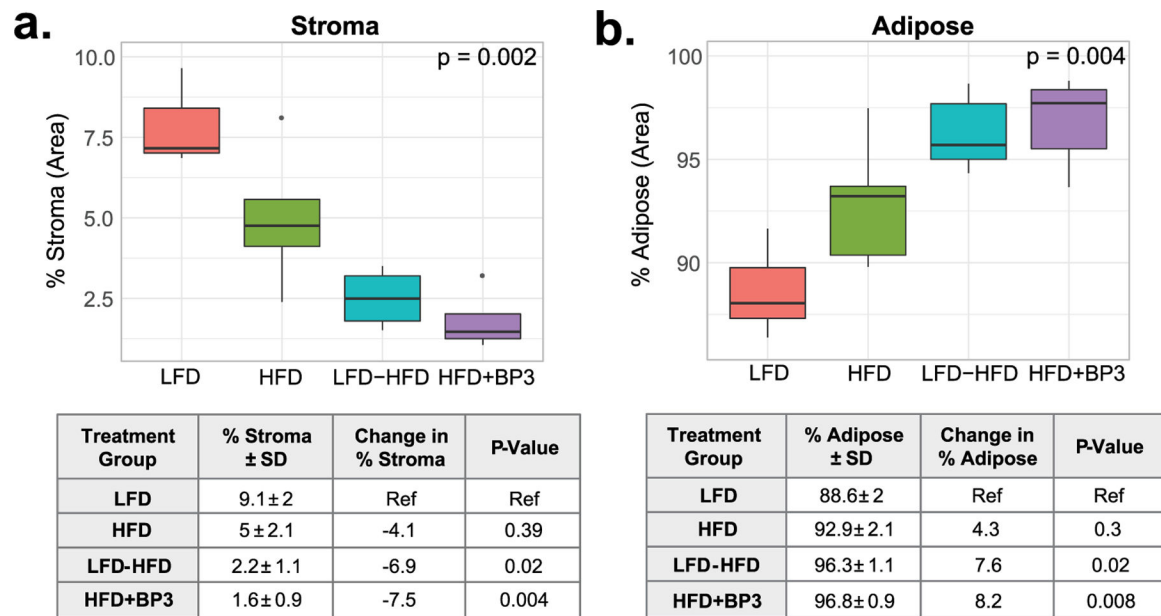 a.
Stroma
p = 0.002
% Stroma (Area)
10.0
7.5
5.0
2.5
LFD HFD LFD−HFD HFD+BP3
Treatment Group | % Stroma ± SD | Change in % Stroma | P-Value
LFD | 9.1±2 | Ref | Ref
HFD | 5±2.1 | -4.1 | 0.39
LFD-HFD | 2.2±1.1 | -6.9 | 0.02
HFD+BP3 | 1.6±0.9 | -7.5 | 0.004
b.
Adipose
p = 0.004
% Adipose (Area)
100
95
90
LFD HFD LFD−HFD HFD+BP3
Treatment Group | % Adipose ± SD | Change in % Adipose | P-Value
LFD | 88.6±2 | Ref | Ref
HFD | 92.9±2.1 | 4.3 | 0.3
LFD-HFD | 96.3±1.1 | 7.6 | 0.02
HFD+BP3 | 96.8±0.9 | 8.2 | 0.008